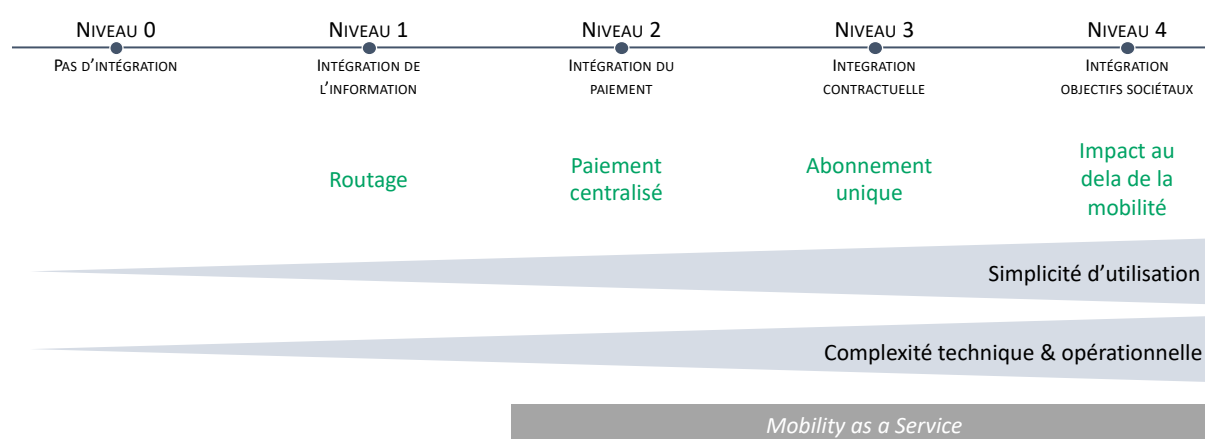 Niveau 0 Niveau 1 Niveau 2 Niveau 3 Niveau 4
Pas d'intégration Intégration de Intégration du Integration Intégration
l'information paiement contractuelle objectifs sociétaux
Impact au
Paiement Abonnement
Routage dela de la
centralisé unique
mobilité
Simplicité d'utilisation
Complexité technique & opérationnelle
Mobility as a Service